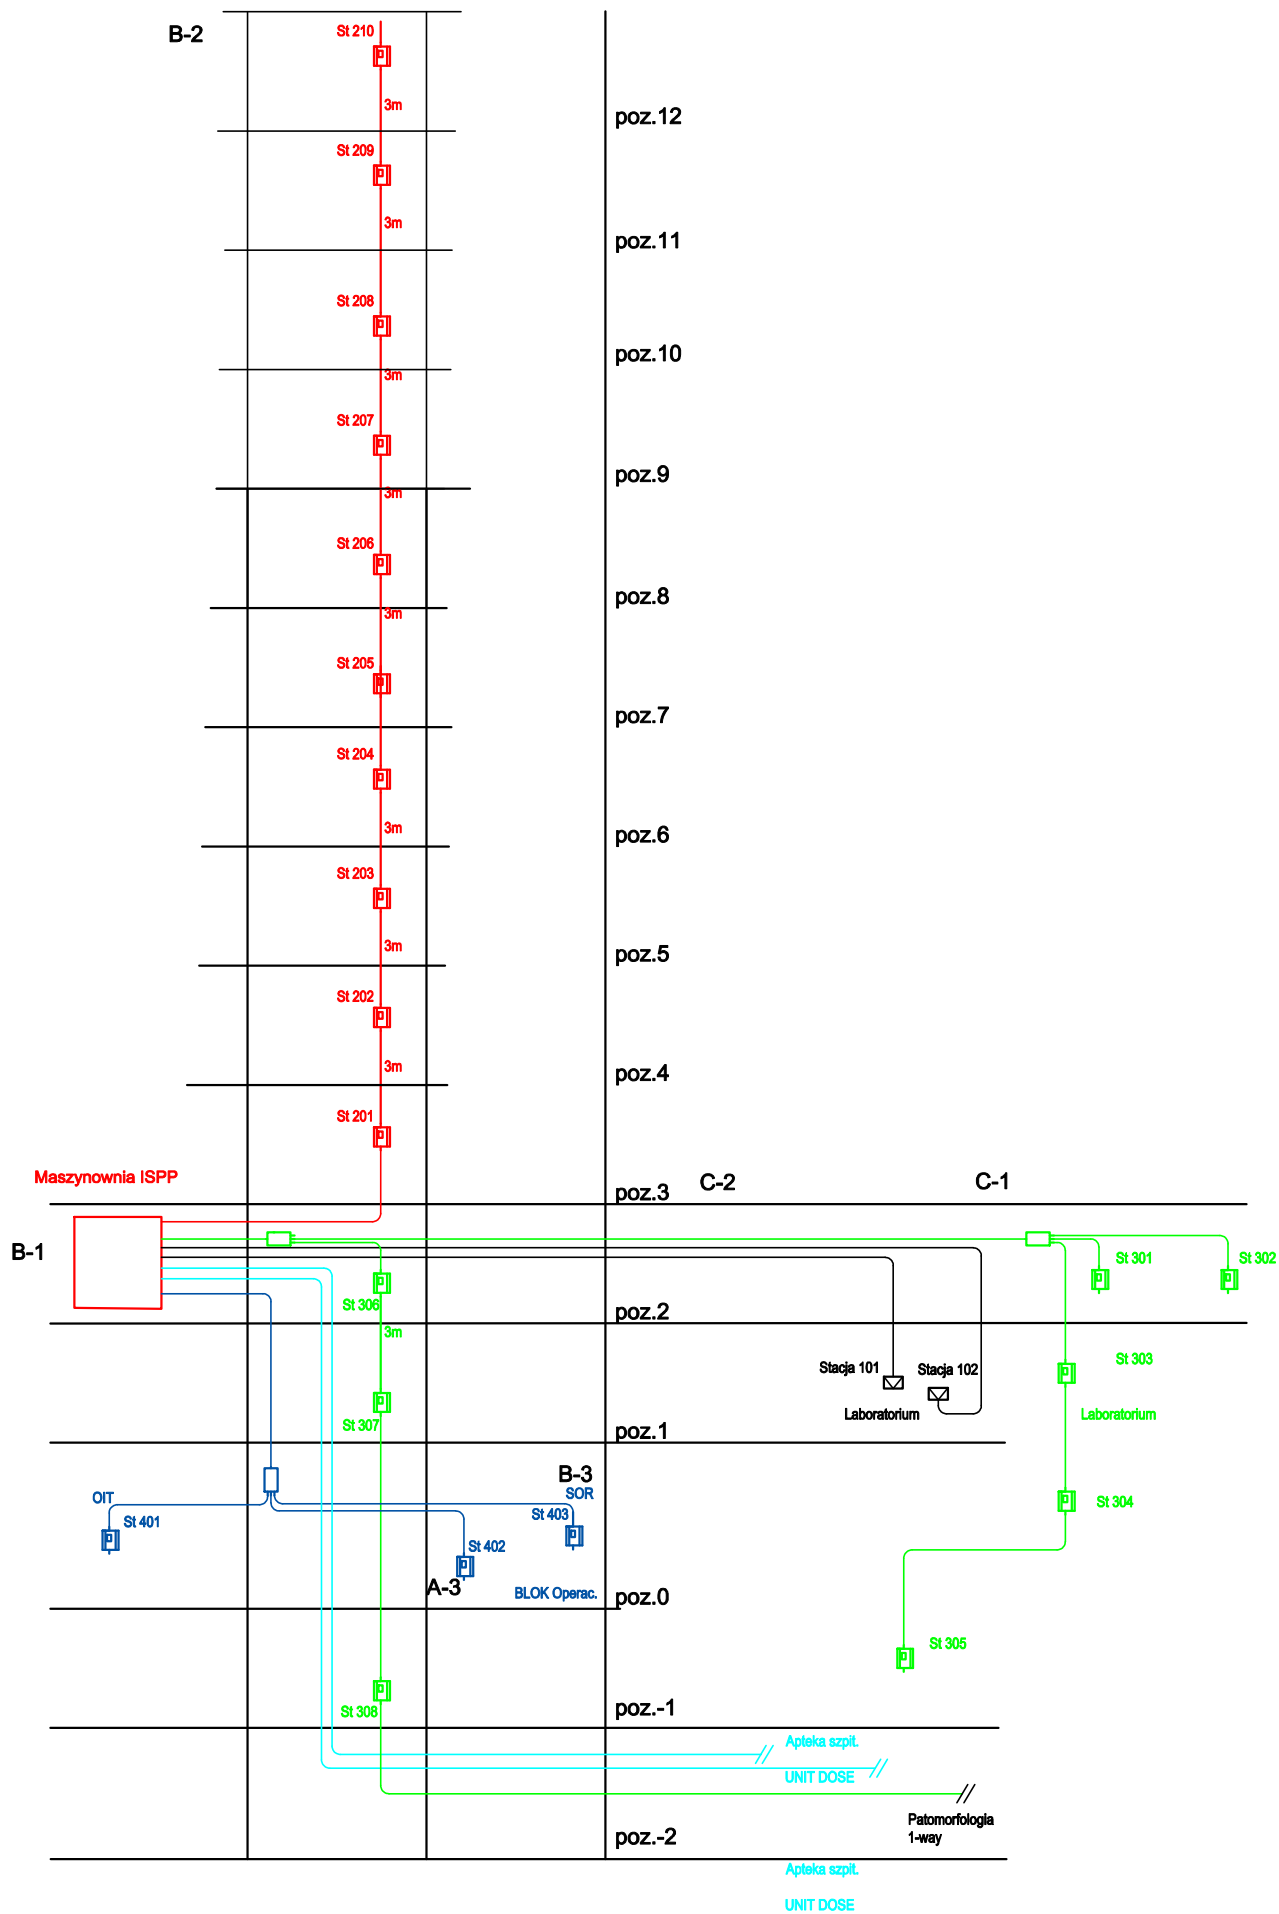 St 210
B-2
3m
poz.12
St 209
3m
poz.11
St 208
poz.10
3m
St 207
poz.9
3m
St 206
poz.8
3m
St 205
poz.7
St 204
3m
poz.6
St 203
3m
poz.5
St 202
3m
poz.4
St 201
Maszynownia ISPP
poz.3
C-2
C-1
B-1
St 301
St 302
St 306
poz.2
3m
Stacja 101
Stacja 102
St 303
Laboratorium
Laboratorium
St 307
poz.1
B-3
OIT
SOR
St 401
St 403
St 304
St 402
A-3
BLOK Operac.
poz.0
St 305
St 308
poz.-1
Apteka szpit.
UNIT DOSE
Patomorfologia
1-way
poz.-2
Apteka szpit.
UNIT DOSE